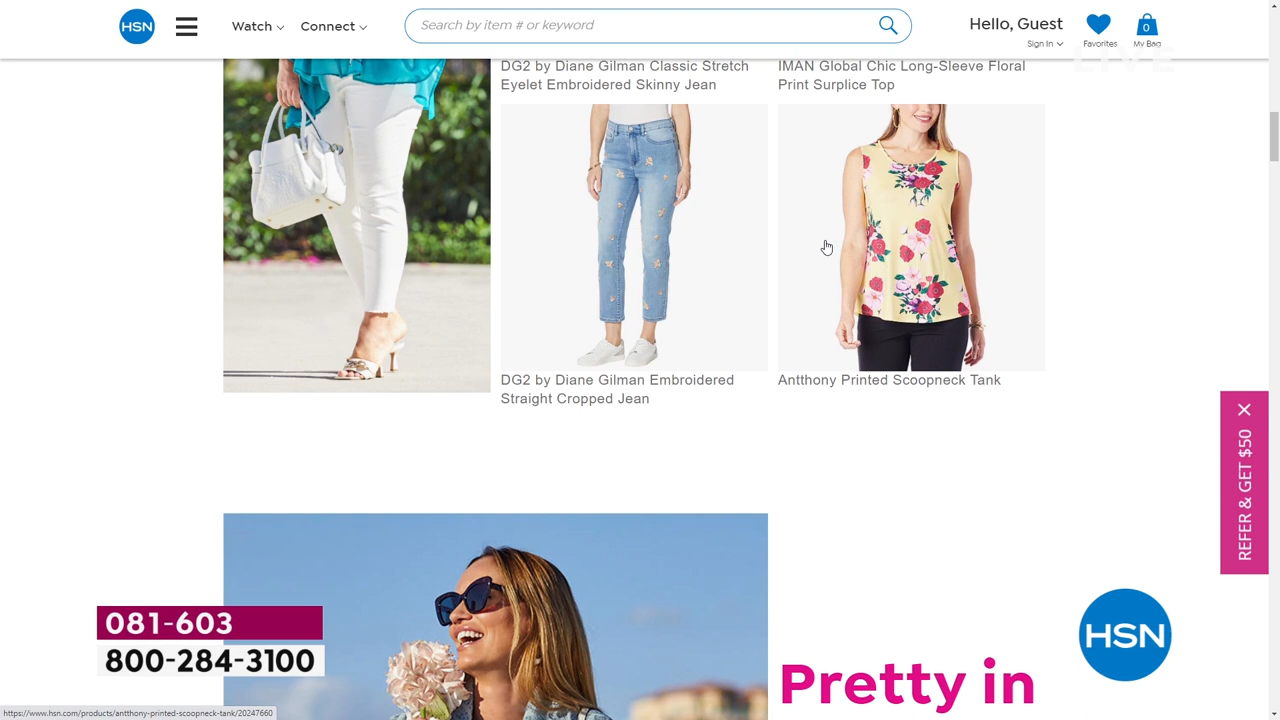 HSN
Watch
Connect
Search by item # or keyword
Hello, Guest
Sign In
Favorites
0
My Bag
LIVE
DG2 by Diane Gilman Classic Stretch
Eyelet Embroidered Skinny Jean
IMAN Global Chic Long-Sleeve Floral
Print Surplice Top
DG2 by Diane Gilman Embroidered
Straight Cropped Jean
Antthony Printed Scoopneck Tank
REFER & GET $50
081-603
800-284-3100
HSN
Pretty in
https://www.hsn.com/products/antthony-printed-scoopneck-tank/20247660